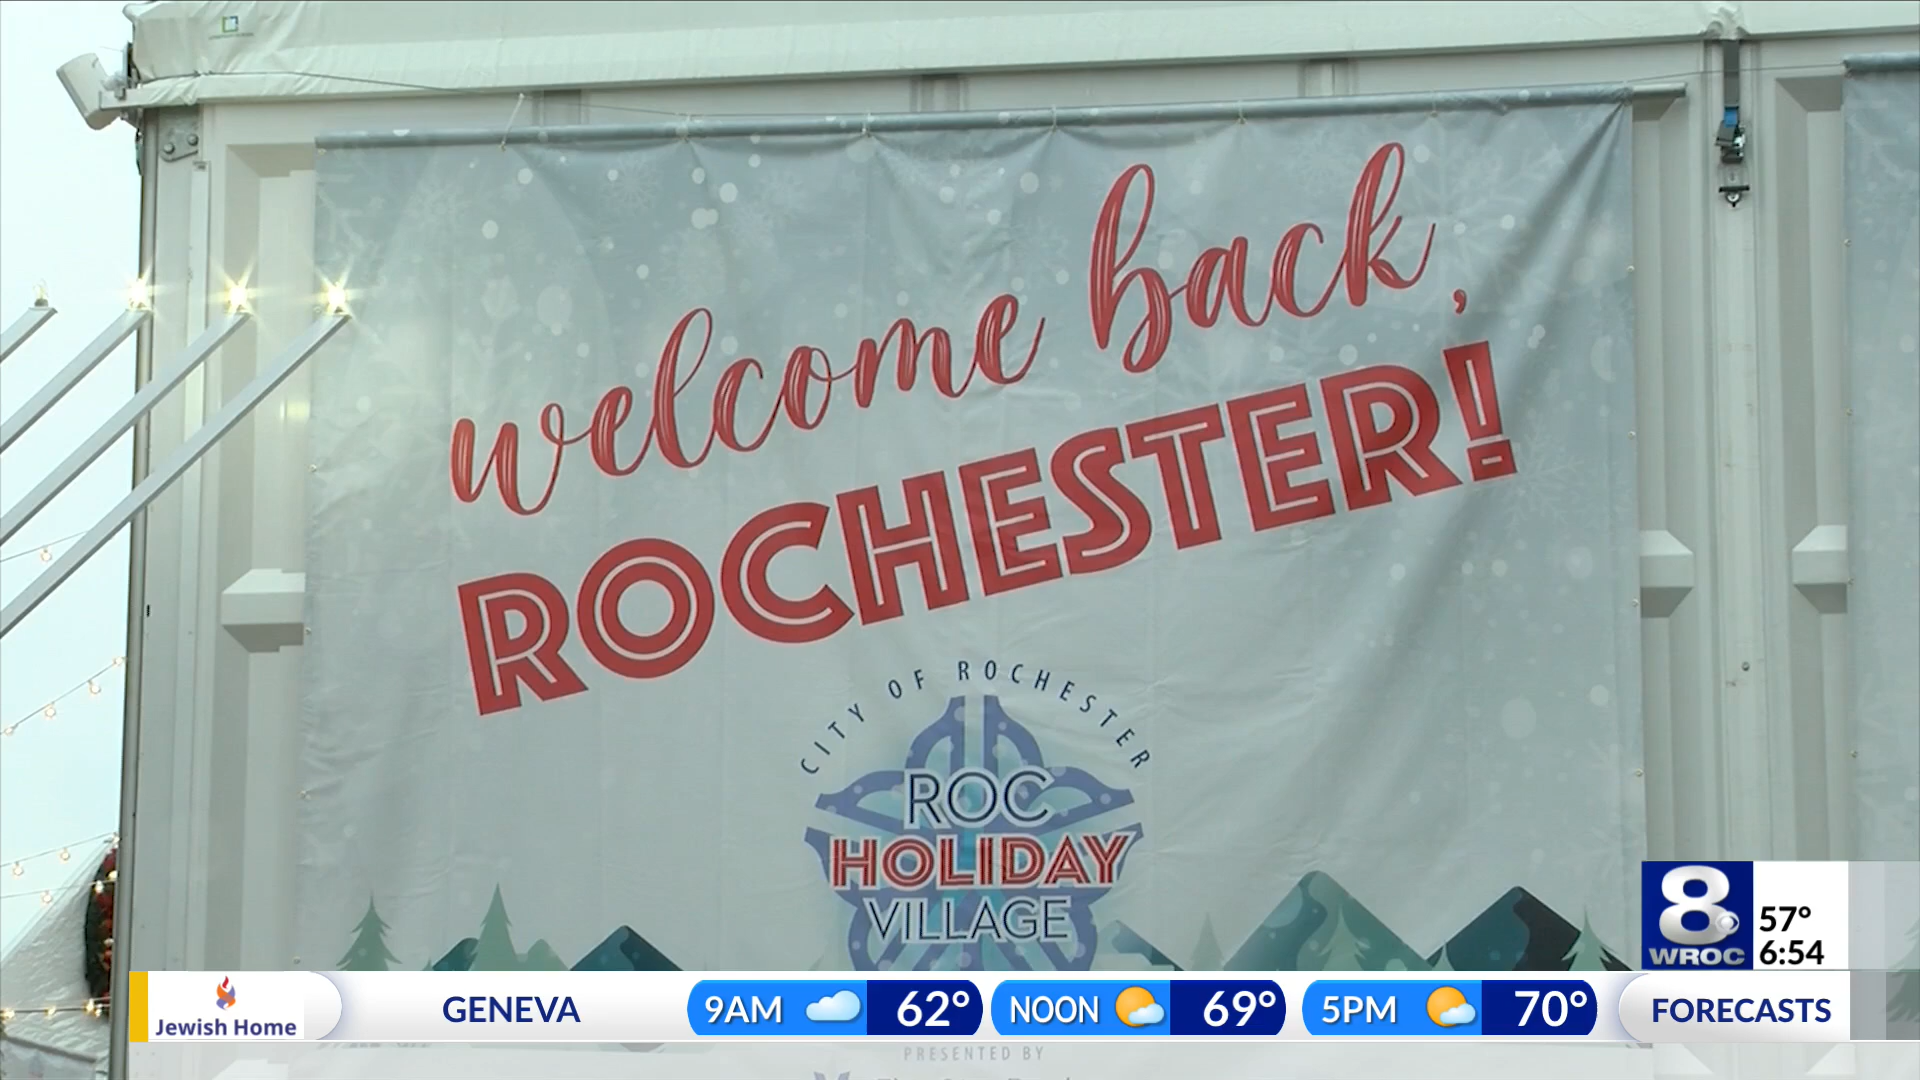 welcome back,
ROCHESTER!
CITY OF ROCHESTER
ROC
HOLIDAY
VILLAGE
8
WROC
57°
6:54
Jewish Home
GENEVA
9AM 62°
NOON 69°
5PM 70°
FORECASTS
PRESENTED BY